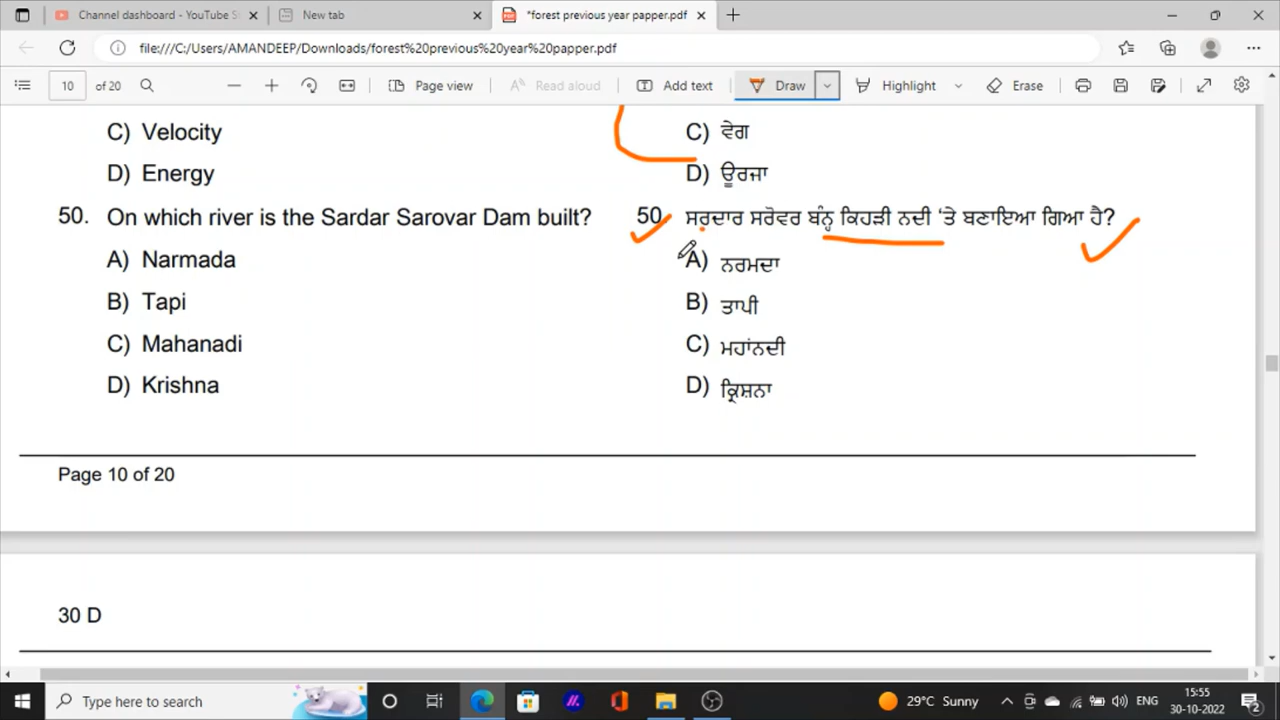 Channel dashboard - YouTube S
New tab
*forest previous year papper.pdf
file:///C:/Users/AMANDEEP/Downloads/forest%20previous%20year%20papper.pdf
10 of 20
Page view
Read aloud
Add text
Draw
Highlight
Erase
C) Velocity
D) Energy
50. On which river is the Sardar Sarovar Dam built?
A) Narmada
B) Tapi
C) Mahanadi
D) Krishna
C) ਵੇਗ
D) ਊਰਜਾ
50. ਸਰਦਾਰ ਸਰੋਵਰ ਬੰਨ੍ਹ ਕਿਹੜੀ ਨਦੀ 'ਤੇ ਬਣਾਇਆ ਗਿਆ ਹੈ?
A) ਨਰਮਦਾ
B) ਤਾਪੀ
C) ਮਹਾਂਨਦੀ
D) ਕ੍ਰਿਸ਼ਨਾ
Page 10 of 20
30 D
Type here to search
29°C Sunny
ENG
15:55
30-10-2022
2